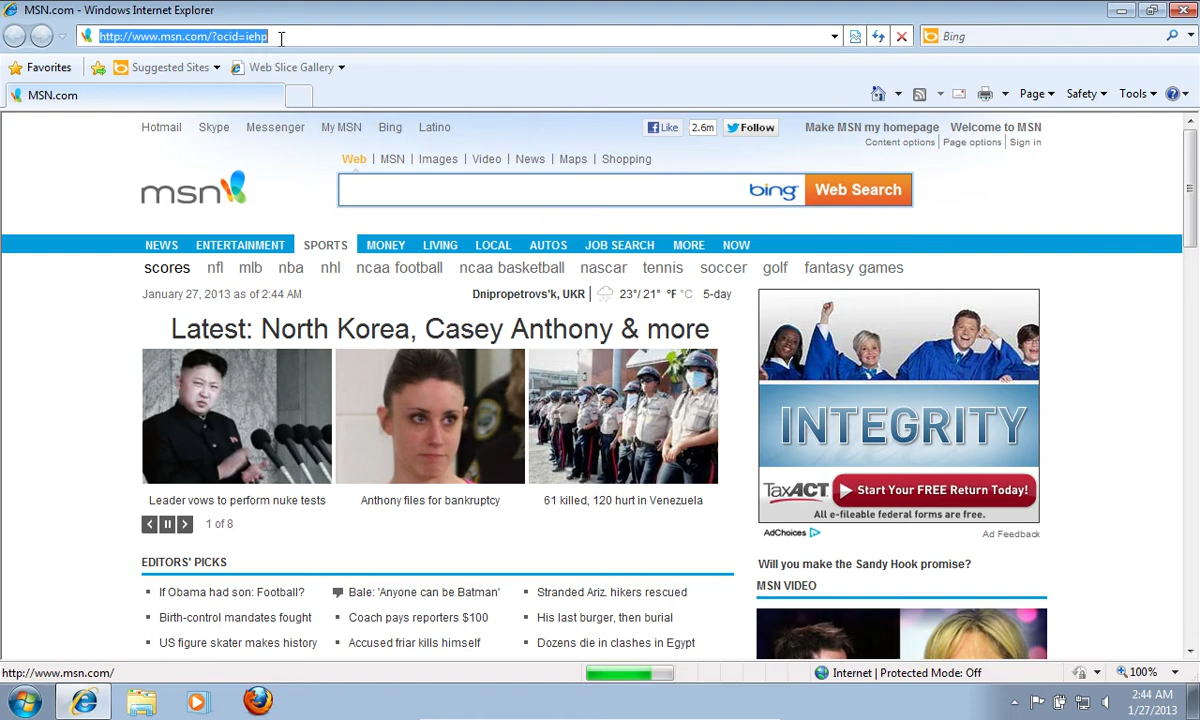 MSN.com - Windows Internet Explorer
http://www.msn.com/?ocid=iehp
Bing
Favorites
Suggested Sites
Web Slice Gallery
MSN.com
Page
Safety
Tools
Hotmail Skype Messenger My MSN Bing Latino
Like 2.6m Follow
Make MSN my homepage Welcome to MSN
Content options | Page options | Sign in
Web | MSN | Images | Video | News | Maps | Shopping
msn
bing Web Search
NEWS ENTERTAINMENT SPORTS MONEY LIVING LOCAL AUTOS JOB SEARCH MORE NOW
scores nfl mlb nba nhl ncaa football ncaa basketball nascar tennis soccer golf fantasy games
January 27, 2013 as of 2:44 AM
Dnipropetrovs'k, UKR | 23°/ 21° °F °C 5-day
Latest: North Korea, Casey Anthony & more
Leader vows to perform nuke tests
Anthony files for bankruptcy
61 killed, 120 hurt in Venezuela
1 of 8
INTEGRITY
TaxACT Start Your FREE Return Today!
All e-fileable federal forms are free.
AdChoices
Ad Feedback
EDITORS' PICKS
If Obama had son: Football?
Bale: 'Anyone can be Batman'
Stranded Ariz. hikers rescued
Birth-control mandates fought
Coach pays reporters $100
His last burger, then burial
US figure skater makes history
Accused friar kills himself
Dozens die in clashes in Egypt
Will you make the Sandy Hook promise?
MSN VIDEO
http://www.msn.com/
Internet | Protected Mode: Off
100%
2:44 AM
1/27/2013